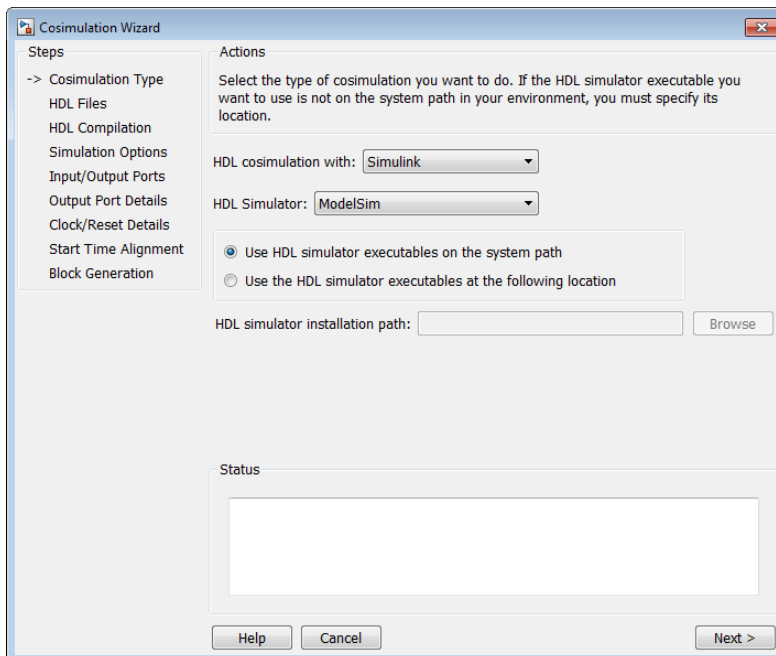 Cosimulation Wizard
Steps
-> Cosimulation Type
HDL Files
HDL Compilation
Simulation Options
Input/Output Ports
Output Port Details
Clock/Reset Details
Start Time Alignment
Block Generation
Actions
Select the type of cosimulation you want to do. If the HDL simulator executable you
want to use is not on the system path in your environment, you must specify its
location.
HDL cosimulation with: Simulink
HDL Simulator: ModelSim
Use HDL simulator executables on the system path
Use the HDL simulator executables at the following location
HDL simulator installation path: Browse
Status
Help Cancel Next >